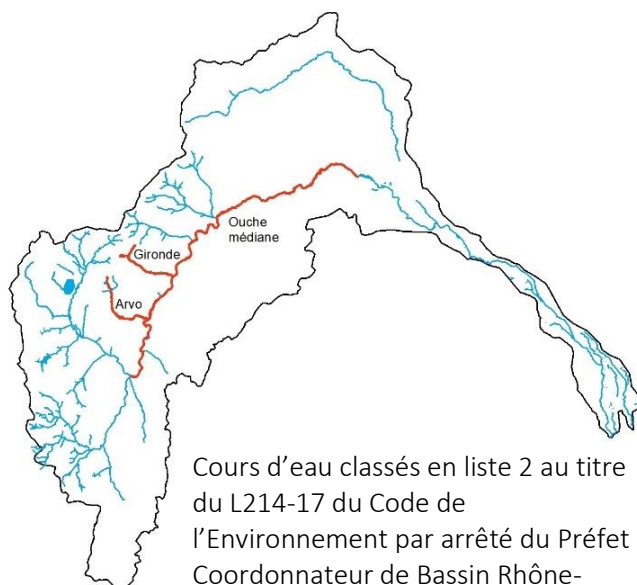 Ouche
médiane
Gironde
Arvo
Cours d’eau classés en liste 2 au titre
du L214-17 du Code de
l’Environnement par arrêté du Préfet
Coordonnateur de Bassin Rhône-